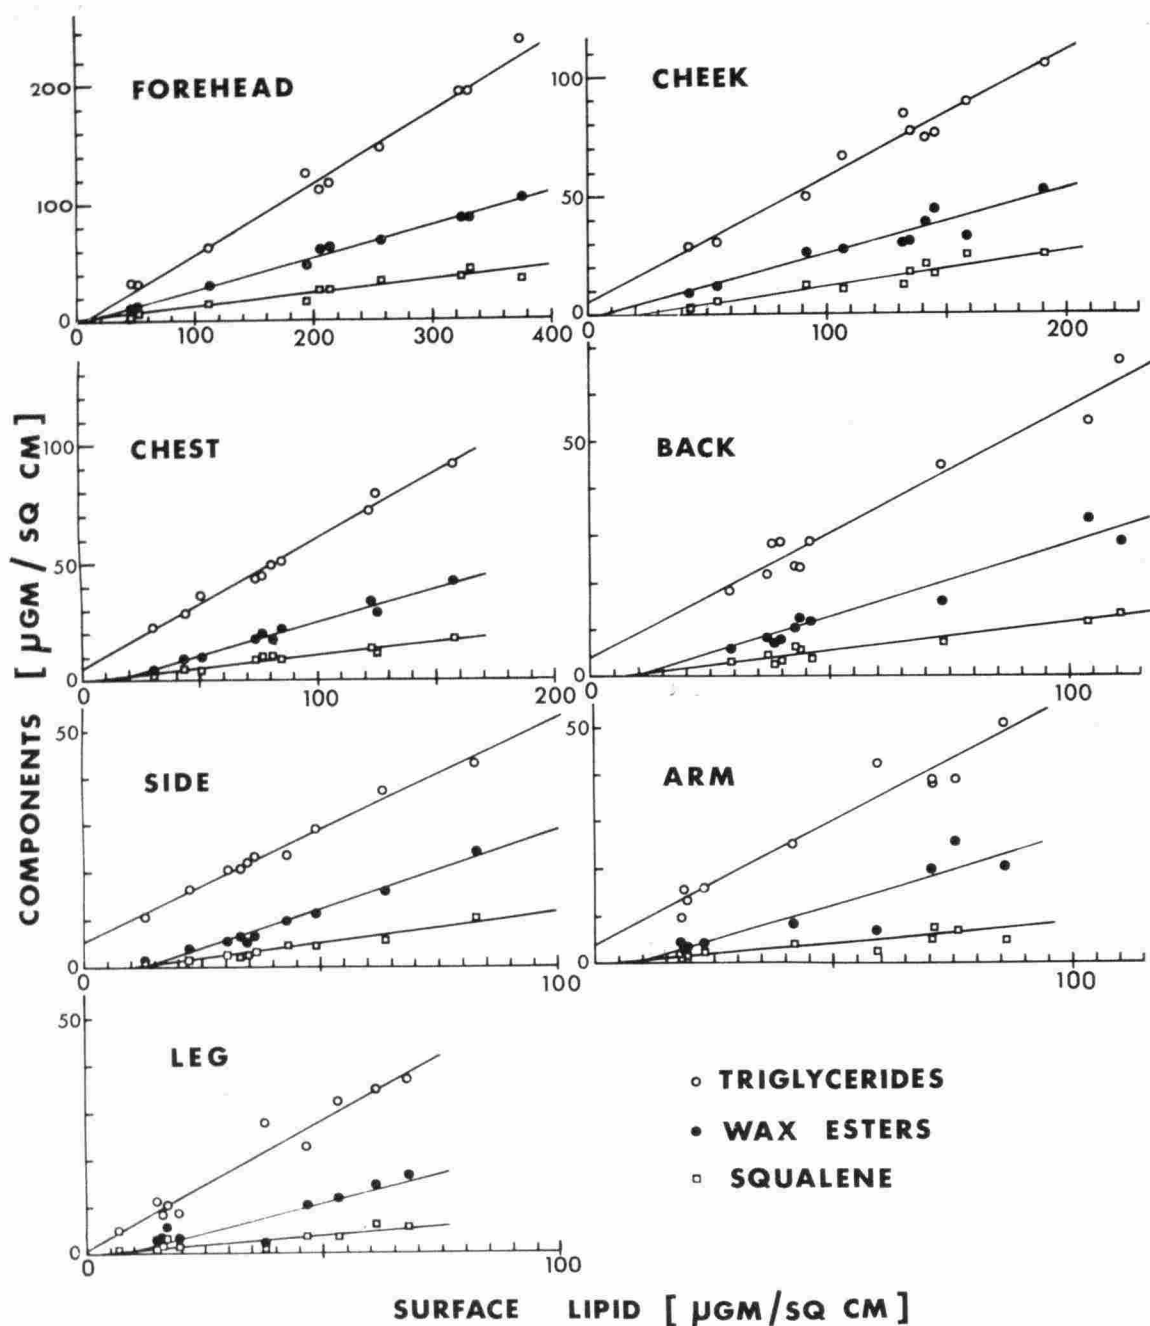 FOREHEAD
200
100
0
0 100 200 300 400
CHEEK
100
50
0
0 100 200
CHEST
100
50
0
0 100 200
BACK
50
0
0 100
SIDE
50
0
0 100
ARM
50
0
0 100
LEG
50
0
0 100
○ TRIGLYCERIDES
● WAX ESTERS
□ SQUALENE
COMPONENTS [ µGM / SQ CM ]
SURFACE LIPID [ µGM/SQ CM ]